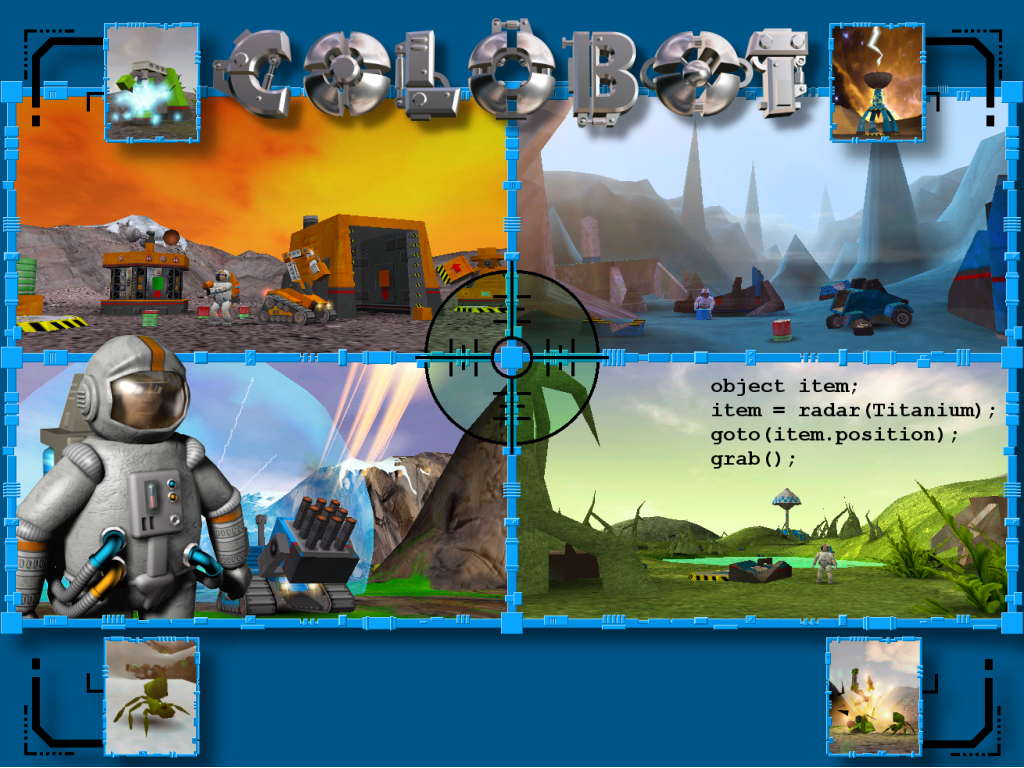 COLOBOT
object item;
item = radar(Titanium);
goto(item.position);
grab();